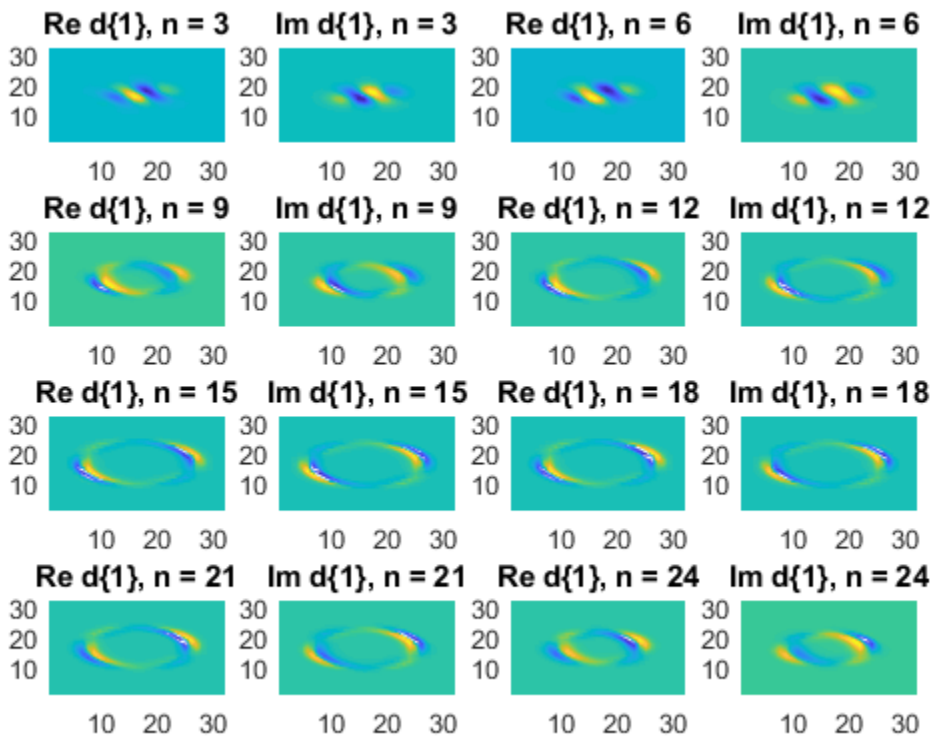 Re d{1}, n = 3 Im d{1}, n = 3 Re d{1}, n = 6 Im d{1}, n = 6
30 30 30 30
20 20 20 20
10 10 10 10
10 20 30 10 20 30 10 20 30 10 20 30
Re d{1}, n = 9 Im d{1}, n = 9 Re d{1}, n = 12 Im d{1}, n = 12
30 30 30 30
20 20 20 20
10 10 10 10
10 20 30 10 20 30 10 20 30 10 20 30
Re d{1}, n = 15 Im d{1}, n = 15 Re d{1}, n = 18 Im d{1}, n = 18
30 30 30 30
20 20 20 20
10 10 10 10
10 20 30 10 20 30 10 20 30 10 20 30
Re d{1}, n = 21 Im d{1}, n = 21 Re d{1}, n = 24 Im d{1}, n = 24
30 30 30 30
20 20 20 20
10 10 10 10
10 20 30 10 20 30 10 20 30 10 20 30